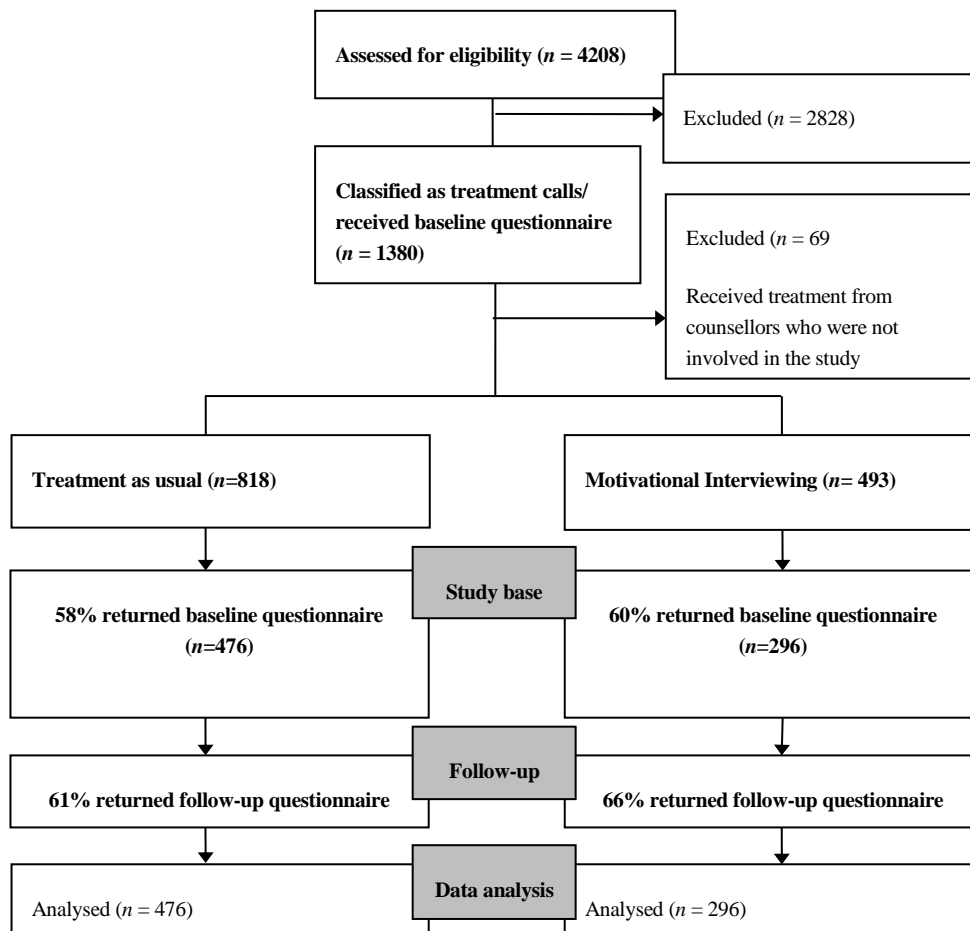 Assessed for eligibility (n = 4208)
Excluded (n = 2828)
Classified as treatment calls/
received baseline questionnaire
(n = 1380)
Excluded (n = 69
Received treatment from
counsellors who were not
involved in the study
Treatment as usual (n=818)
Motivational Interviewing (n= 493)
Study base
58% returned baseline questionnaire
(n=476)
60% returned baseline questionnaire
(n=296)
Follow-up
61% returned follow-up questionnaire
66% returned follow-up questionnaire
Data analysis
Analysed (n = 476)
Analysed (n = 296)